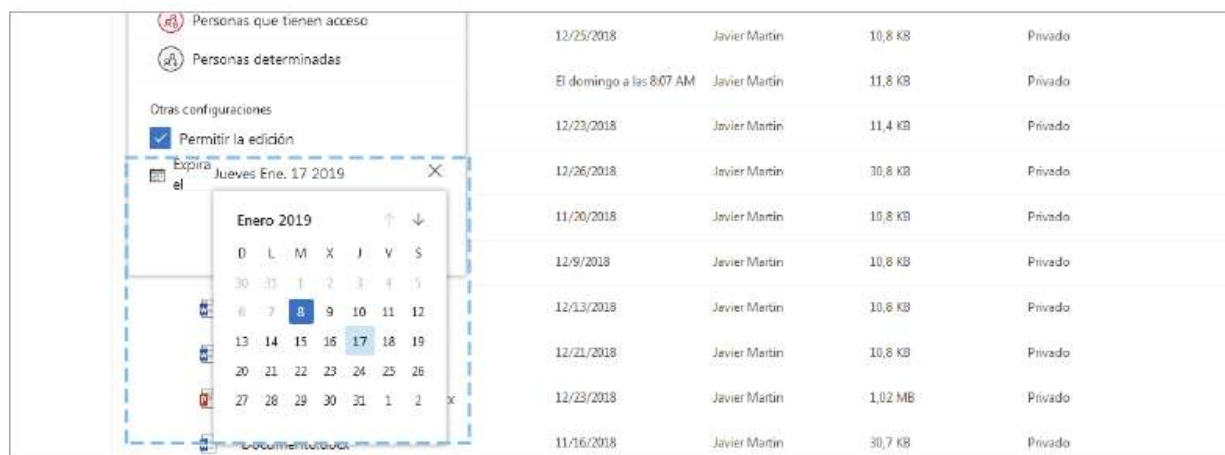 Personas que tienen acceso
Personas determinadas
Otras configuraciones
Permitir la edición
Expira el
Jueves Ene. 17 2019
Enero 2019
D L M X J V S
30 31 1 2 3 4 5
6 7 8 9 10 11 12
13 14 15 16 17 18 19
20 21 22 23 24 25 26
27 28 29 30 31 1 2
x
Documento.docx
12/25/2018 Javier Martin 10,8 KB Privado
El domingo a las 8:07 AM Javier Martin 11,8 KB Privado
12/23/2018 Javier Martin 11,4 KB Privado
12/26/2018 Javier Martin 30,8 KB Privado
11/20/2018 Javier Martin 10,8 KB Privado
12/9/2018 Javier Martin 10,8 KB Privado
12/13/2018 Javier Martin 10,8 KB Privado
12/21/2018 Javier Martin 10,8 KB Privado
12/23/2018 Javier Martin 1,02 MB Privado
11/16/2018 Javier Martin 30,7 KB Privado